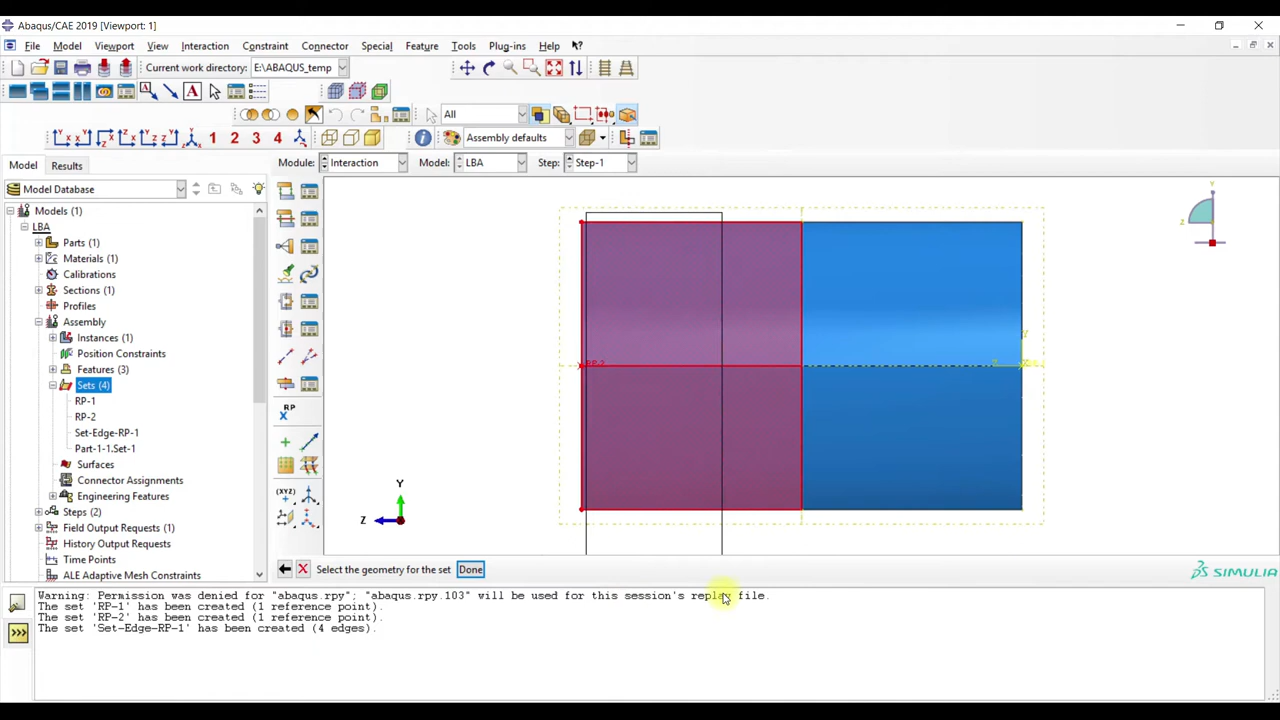 Abaqus/CAE 2019 [Viewport: 1]
File Model Viewport View Interaction Constraint Connector Special Feature Tools Plug-ins Help
Current work directory: E:\ABAQUS_temp
A
All
1 2 3 4 Assembly defaults
Model Results Module: Interaction Model: LBA Step: Step-1
Model Database
Models (1)
LBA
Parts (1)
Materials (1)
Calibrations
Sections (1)
Profiles
Assembly
Instances (1)
Position Constraints
Features (3)
Sets (4)
RP-1
RP-2
Set-Edge-RP-1
Part-1-1.Set-1
Surfaces
Connector Assignments
Engineering Features
Steps (2)
Field Output Requests (1)
History Output Requests
Time Points
ALE Adaptive Mesh Constraints
RP
(XYZ)
Y
Z
RP-2
Z
Y
X
Y
Z
Select the geometry for the set Done
SIMULIA
Warning: Permission was denied for "abaqus.rpy"; "abaqus.rpy.103" will be used for this session's replay file.
The set 'RP-1' has been created (1 reference point).
The set 'RP-2' has been created (1 reference point).
The set 'Set-Edge-RP-1' has been created (4 edges).
>>>